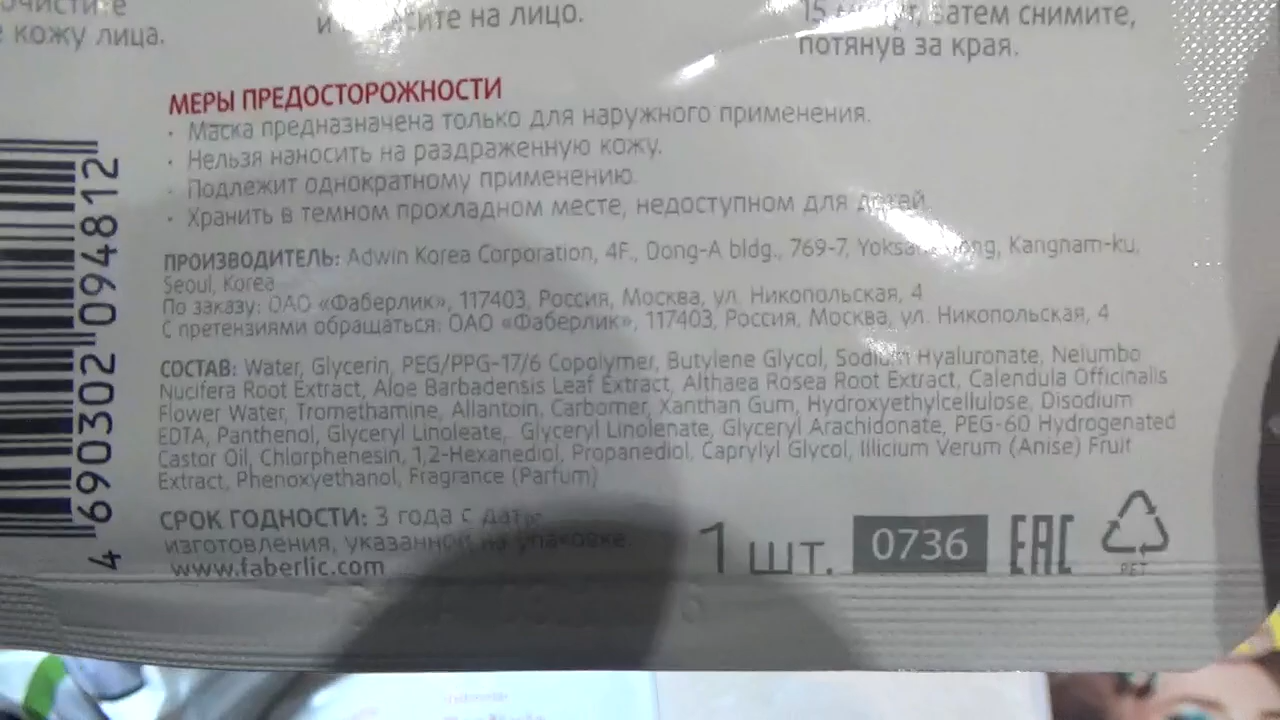 кожу лица.
и на лицо.
затем снимите,
потянув за края.
МЕРЫ ПРЕДОСТОРОЖНОСТИ
· Маска предназначена только для наружного применения.
· Нельзя наносить на раздраженную кожу.
· Подлежит однократному применению.
· Хранить в темном прохладном месте, недоступном для детей.
ПРОИЗВОДИТЕЛЬ: Adwin Korea Corporation, 4F., Dong-A bldg., 769-7, Kangnam-ku,
Seoul, Korea
По заказу: ОАО «Фаберлик», 117403, Россия, Москва, ул. Никопольская, 4
С претензиями обращаться: ОАО «Фаберлик», 117403, Россия, Москва, ул. Никопольская, 4
СОСТАВ: Water, Glycerin, PEG/PPG-17/6 Copolymer, Butylene Glycol, Sodium Hyaluronate, Nelumbo
Nucifera Root Extract, Aloe Barbadensis Leaf Extract, Althaea Rosea Root Extract, Calendula Officinalis
Flower Water, Tromethamine, Allantoin, Carbomer, Xanthan Gum, Hydroxyethylcellulose, Disodium
EDTA, Panthenol, Glyceryl Linoleate, Glyceryl Linolenate, Glyceryl Arachidonate, PEG-60 Hydrogenated
Castor Oil, Chlorphenesin, 1,2-Hexanediol, Propanediol, Caprylyl Glycol, Illicium Verum (Anise) Fruit
Extract, Phenoxyethanol, Fragrance (Parfum)
СРОК ГОДНОСТИ: 3 года с даты
изготовления, указанной на упаковке.
www.faberlic.com
1 шт. 0736 EAC
PET
4 690302 094812